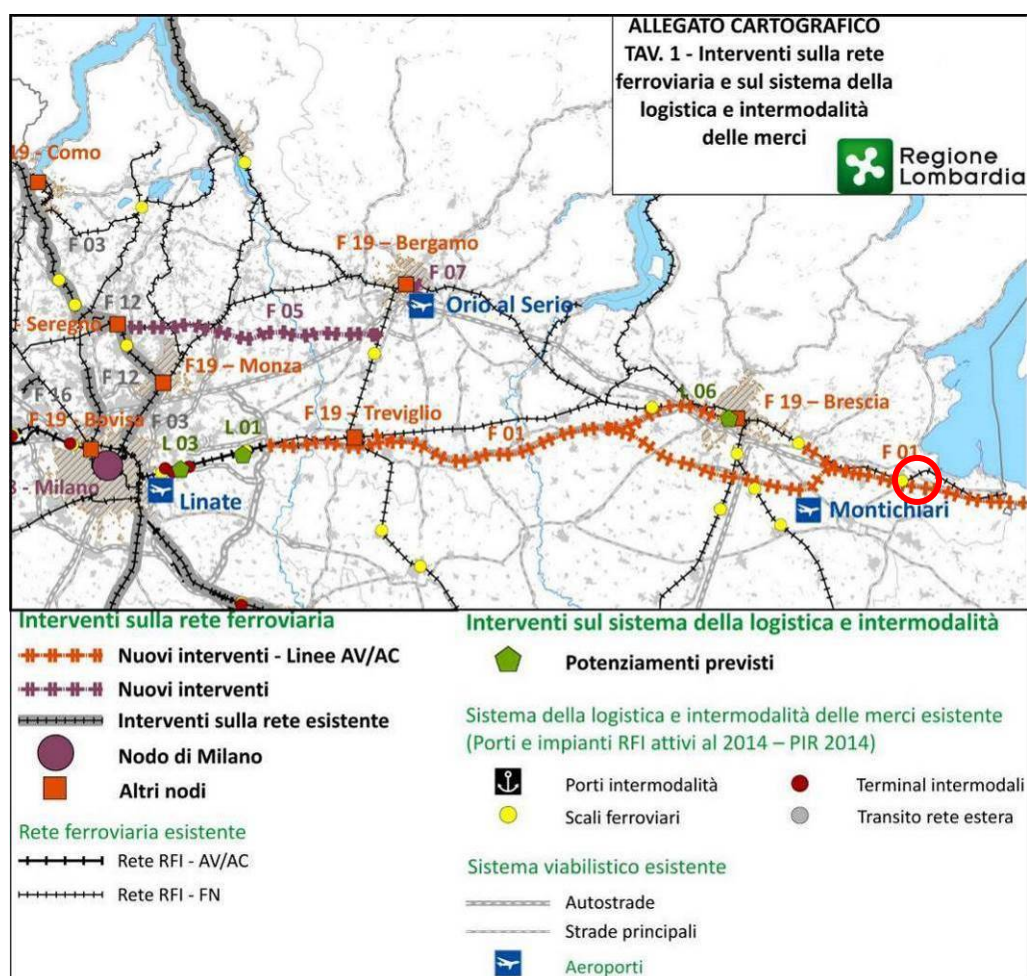 ALLEGATO CARTOGRAFICO
TAV. 1 - Interventi sulla rete
ferroviaria e sul sistema della
logistica e intermodalità
delle merci
Regione
Lombardia
19 - Como
F 03
F 19 – Bergamo
F 07
Orio al Serio
F 12
F 05
- Seregno
F 12
F19 – Monza
F 16
F 19 – Bovisa
F 03
L 03
L 01
F 19 – Treviglio
F 01
L 06
F 19 – Brescia
F 01
8 - Milano
Linate
Montichiari
Interventi sulla rete ferroviaria
Nuovi interventi - Linee AV/AC
Nuovi interventi
Interventi sulla rete esistente
Nodo di Milano
Altri nodi
Rete ferroviaria esistente
Rete RFI - AV/AC
Rete RFI - FN
Interventi sul sistema della logistica e intermodalità
Potenziamenti previsti
Sistema della logistica e intermodalità delle merci esistente
(Porti e impianti RFI attivi al 2014 – PIR 2014)
Porti intermodalità
Terminal intermodali
Scali ferroviari
Transito rete estera
Sistema viabilistico esistente
Autostrade
Strade principali
Aeroporti